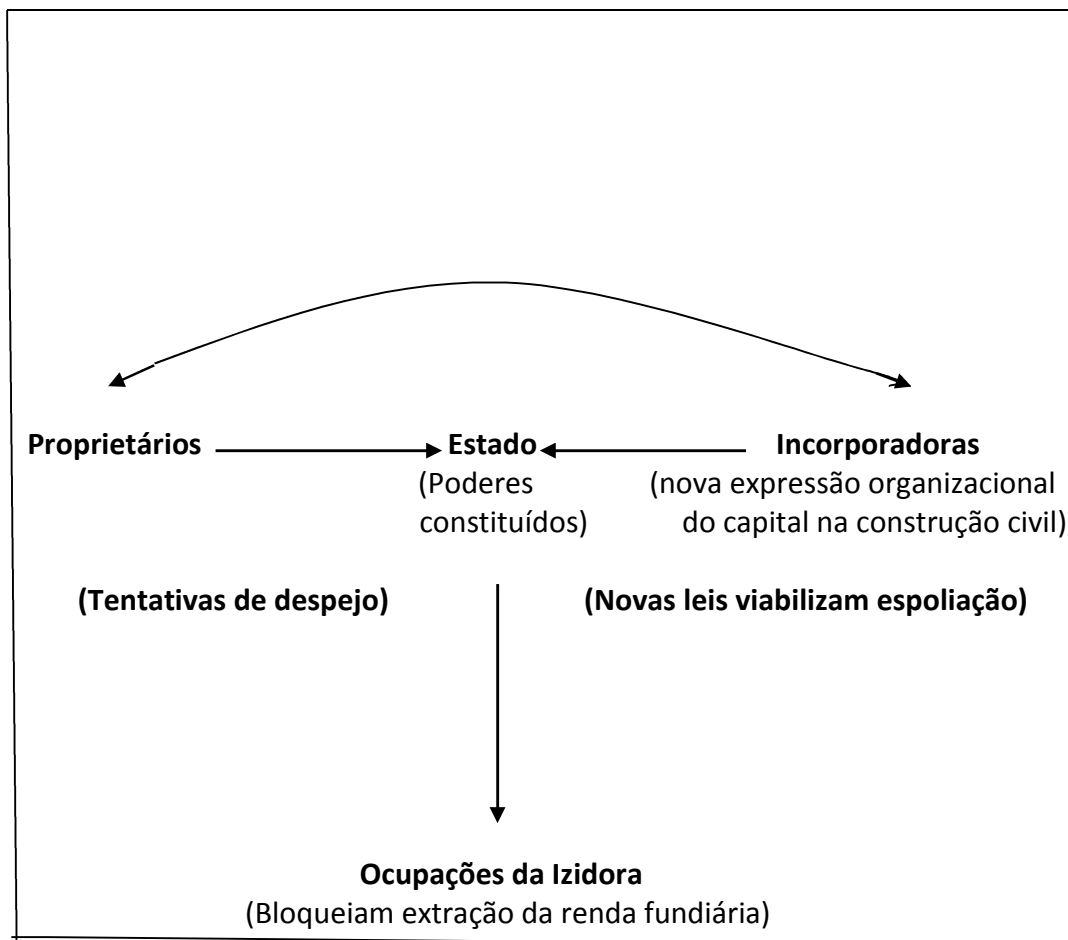 Proprietários Estado Incorporadoras
(Poderes (nova expressão organizacional
constituídos) do capital na construção civil)
(Tentativas de despejo) (Novas leis viabilizam espoliação)
Ocupações da Izidora
(Bloqueiam extração da renda fundiária)